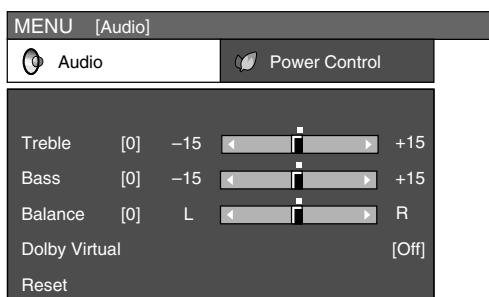 MENU [Audio]
Audio Power Control
Treble [0] –15 +15
Bass [0] –15 +15
Balance [0] L R
Dolby Virtual [Off]
Reset